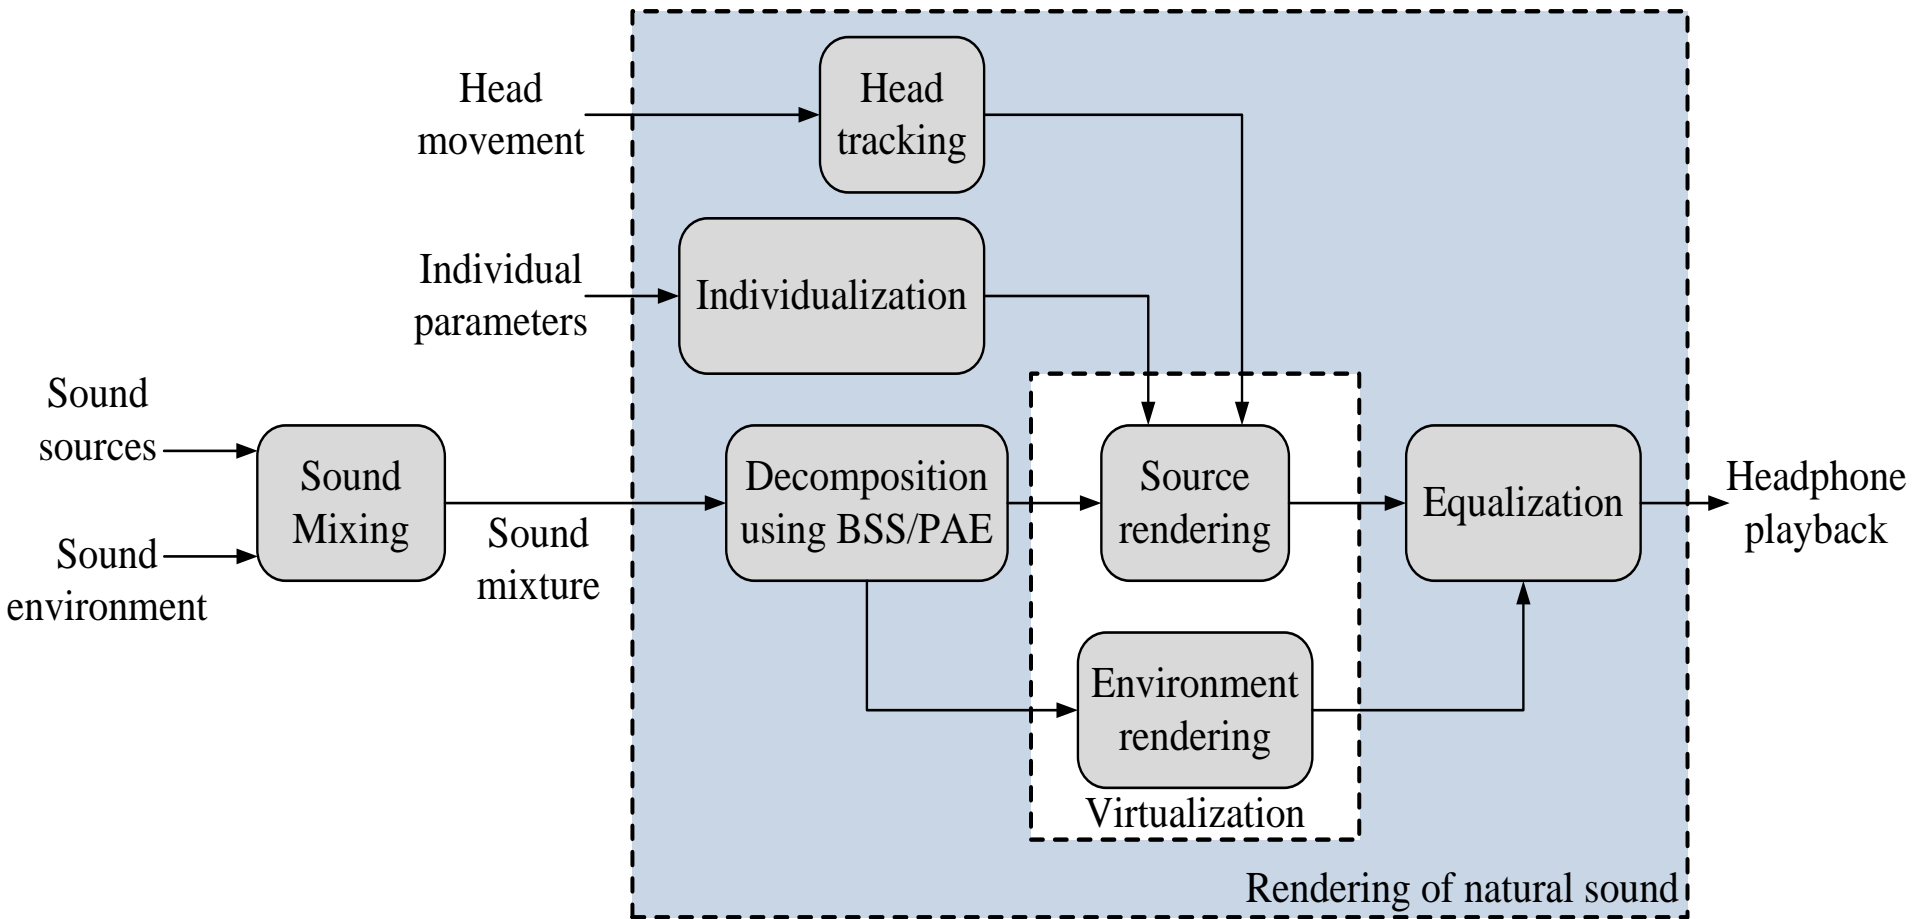 Head
movement
Head
tracking
Individual
parameters
Individualization
Sound
sources
Sound
environment
Sound
Mixing
Sound
mixture
Decomposition
using BSS/PAE
Source
rendering
Equalization
Headphone
playback
Environment
rendering
Virtualization
Rendering of natural sound